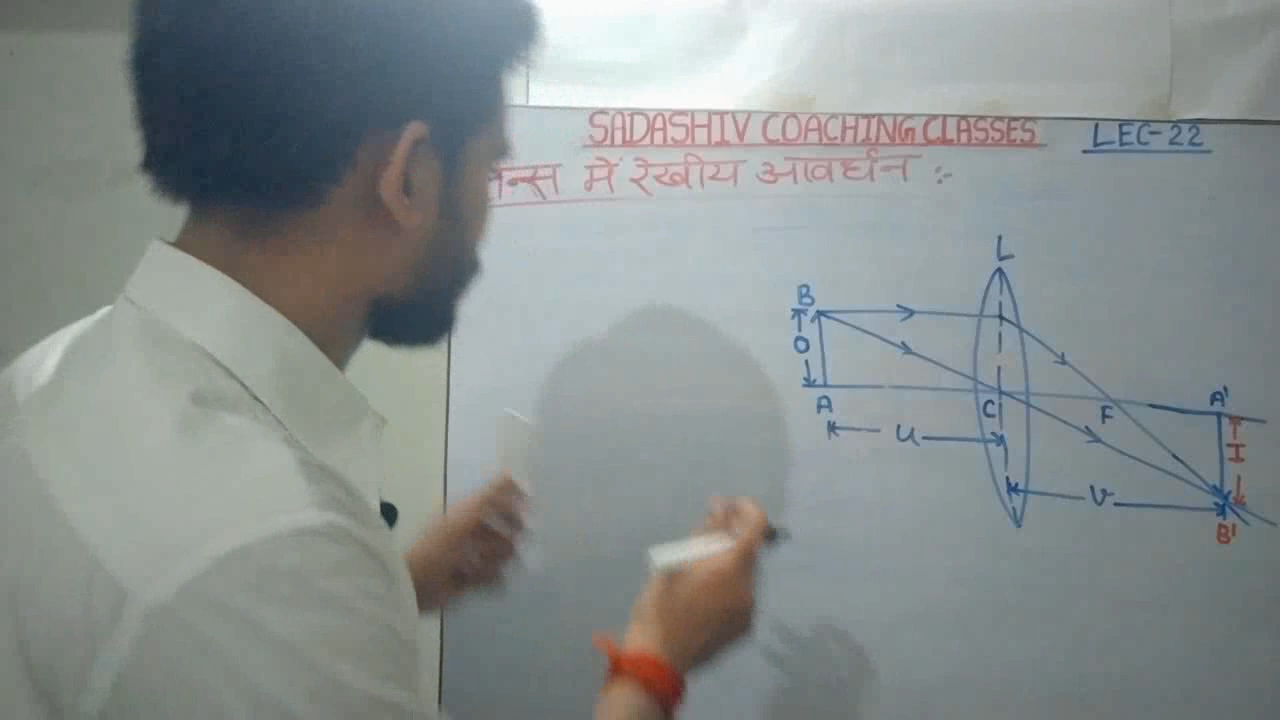 SADASHIV COACHING CLASSES LEC-22
में रेखीय आवर्धन :-
L
B
O
A
C
F
A'
I
U
V
B'